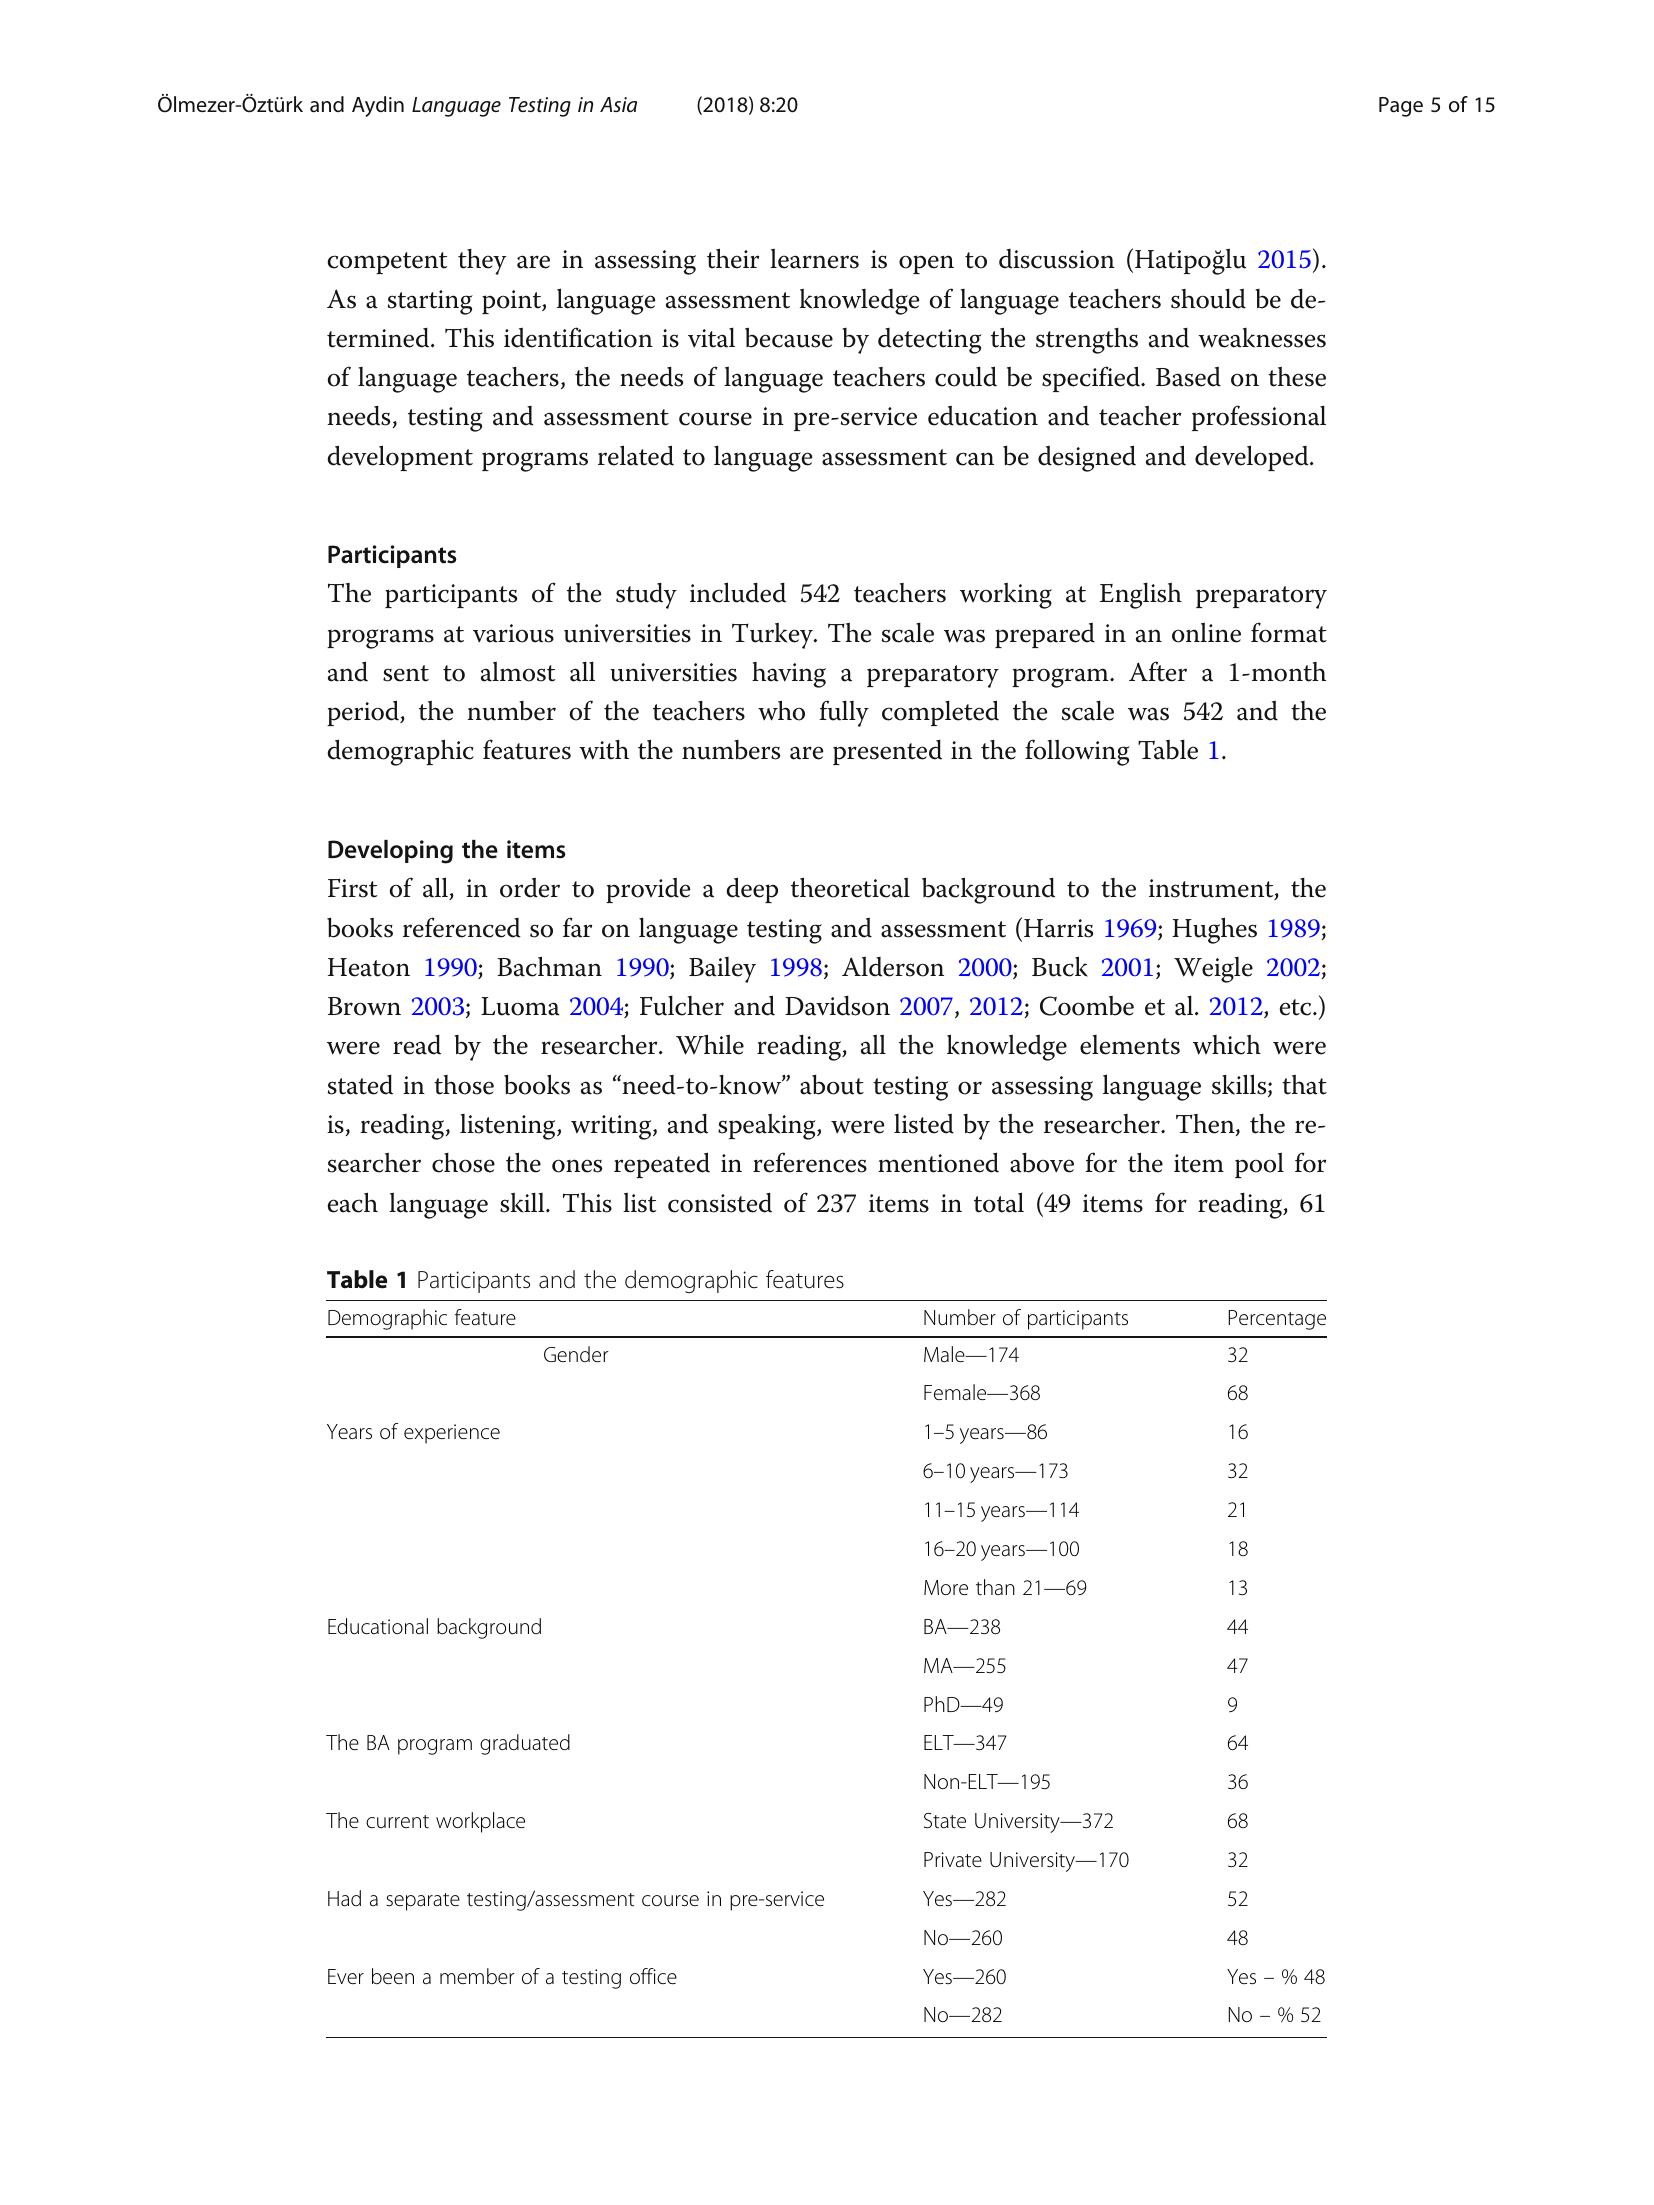 Ölmezer-Öztürk and Aydin Language Testing in Asia (2018) 8:20 Page 5 of 15
competent they are in assessing their learners is open to discussion (Hatipoğlu 2015).
As a starting point, language assessment knowledge of language teachers should be de-
termined. This identification is vital because by detecting the strengths and weaknesses
of language teachers, the needs of language teachers could be specified. Based on these
needs, testing and assessment course in pre-service education and teacher professional
development programs related to language assessment can be designed and developed.
Participants
The participants of the study included 542 teachers working at English preparatory
programs at various universities in Turkey. The scale was prepared in an online format
and sent to almost all universities having a preparatory program. After a 1-month
period, the number of the teachers who fully completed the scale was 542 and the
demographic features with the numbers are presented in the following Table 1.
Developing the items
First of all, in order to provide a deep theoretical background to the instrument, the
books referenced so far on language testing and assessment (Harris 1969; Hughes 1989;
Heaton 1990; Bachman 1990; Bailey 1998; Alderson 2000; Buck 2001; Weigle 2002;
Brown 2003; Luoma 2004; Fulcher and Davidson 2007, 2012; Coombe et al. 2012, etc.)
were read by the researcher. While reading, all the knowledge elements which were
stated in those books as “need-to-know” about testing or assessing language skills; that
is, reading, listening, writing, and speaking, were listed by the researcher. Then, the re-
searcher chose the ones repeated in references mentioned above for the item pool for
each language skill. This list consisted of 237 items in total (49 items for reading, 61
Table 1 Participants and the demographic features
Demographic feature Number of participants Percentage
Gender Male—174 32
Female—368 68
Years of experience 1–5 years—86 16
6–10 years—173 32
11–15 years—114 21
16–20 years—100 18
More than 21—69 13
Educational background BA—238 44
MA—255 47
PhD—49 9
The BA program graduated ELT—347 64
Non-ELT—195 36
The current workplace State University—372 68
Private University—170 32
Had a separate testing/assessment course in pre-service Yes—282 52
No—260 48
Ever been a member of a testing office Yes—260 Yes – % 48
No—282 No – % 52